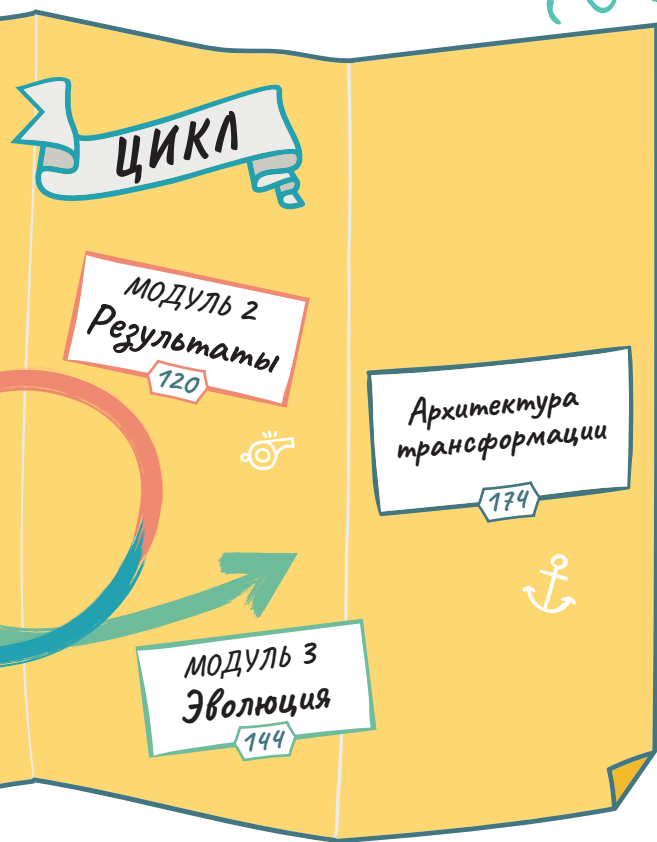 ЦИКЛ
МОДУЛЬ 2
Результаты
120
Архитектура
трансформации
174
МОДУЛЬ 3
Эволюция
144